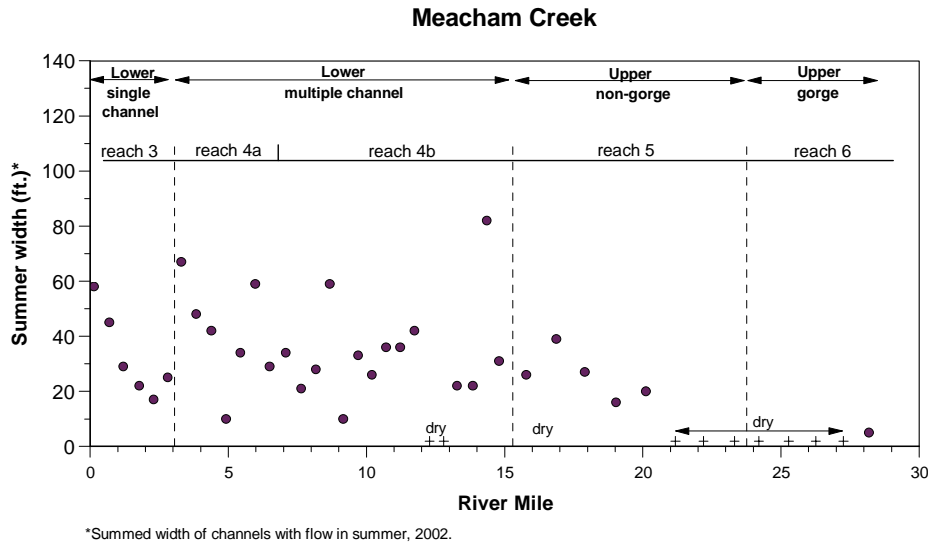 Meacham Creek
Lower
single
channel
Lower
multiple channel
Upper
non-gorge
Upper
gorge
reach 3
reach 4a
reach 4b
reach 5
reach 6
Summer width (ft.)*
140
120
100
80
60
40
20
0
dry
dry
dry
0 5 10 15 20 25 30
River Mile
*Summed width of channels with flow in summer, 2002.